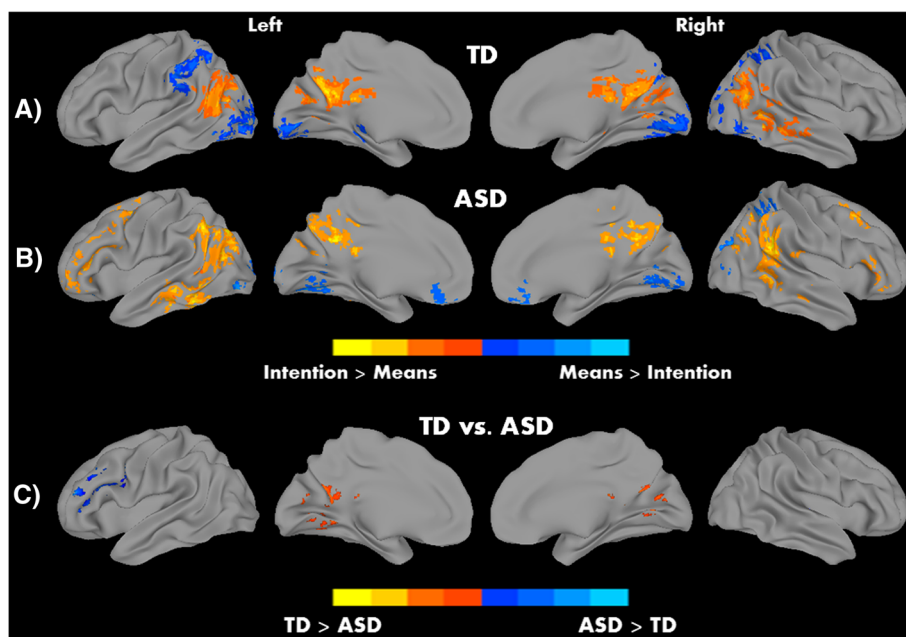 Left
Right
TD
A)
ASD
B)
Intention > Means
Means > Intention
TD vs. ASD
C)
TD > ASD
ASD > TD